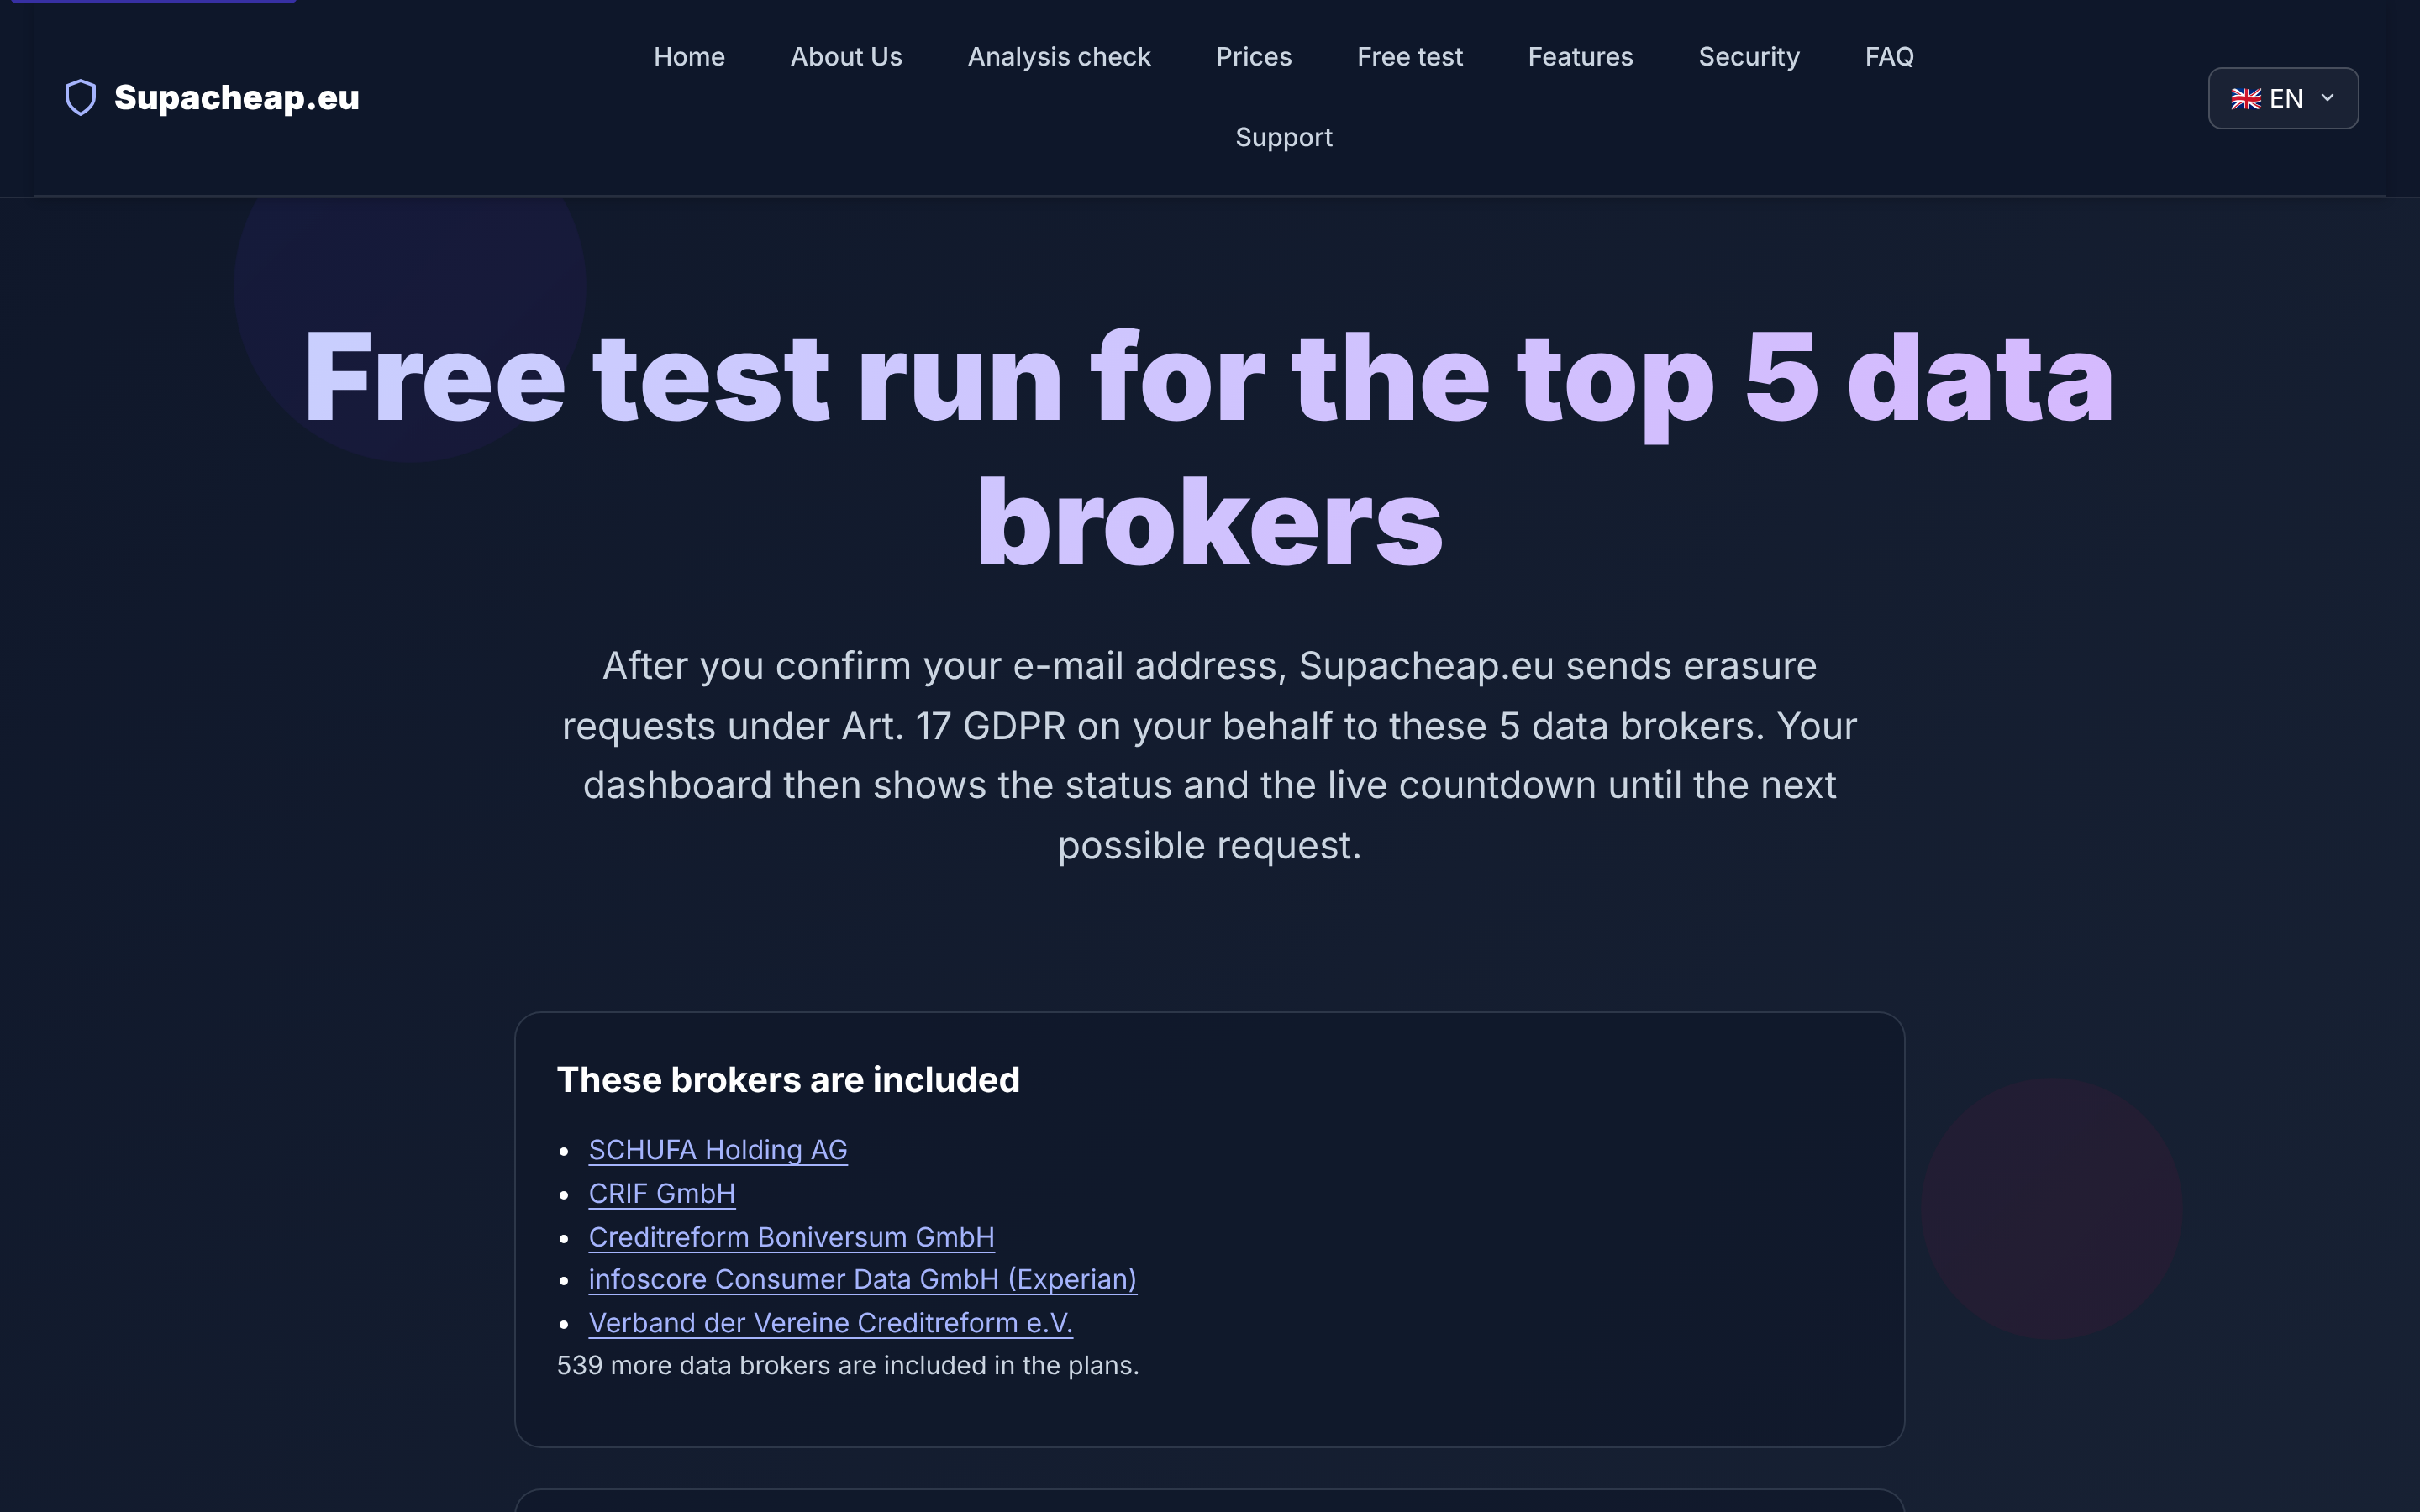 Supacheap.eu
Home About Us Analysis check Prices Free test Features Security FAQ
Support
EN
Free test run for the top 5 data
brokers
After you confirm your e-mail address, Supacheap.eu sends erasure
requests under Art. 17 GDPR on your behalf to these 5 data brokers. Your
dashboard then shows the status and the live countdown until the next
possible request.
These brokers are included
SCHUFA Holding AG
CRIF GmbH
Creditreform Boniversum GmbH
infoscore Consumer Data GmbH (Experian)
Verband der Vereine Creditreform e.V.
539 more data brokers are included in the plans.